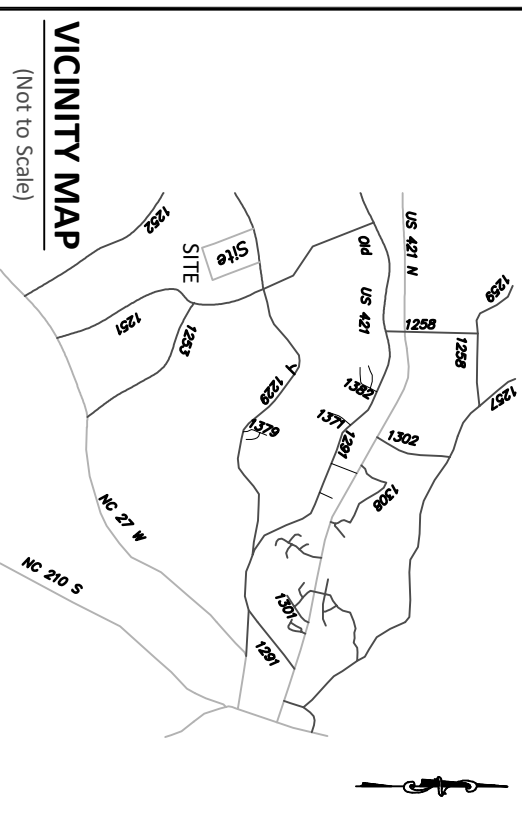 VICINITY MAP
(Not to Scale)
US 421 N
Old US 421
1259
1258
1258
1257
1252
Site
SITE
1251
1253
1382
1371
1291
1302
1229
1379
1308
NC 27 W
NC 210 S
1301
1291